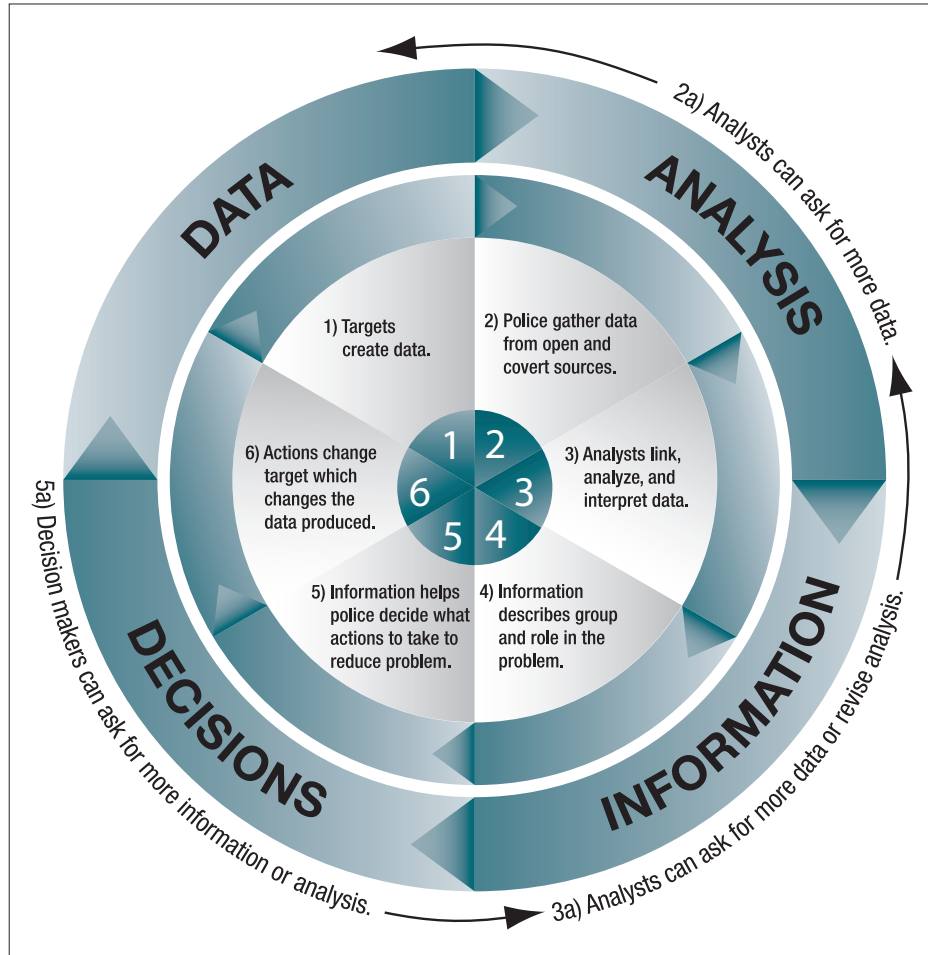 2a) Analysts can ask for more data.
DATA
ANALYSIS
1) Targets
create data.
2) Police gather data
from open and
covert sources.
6) Actions change
target which
changes the
data produced.
3) Analysts link,
analyze, and
interpret data.
1
2
6
3
5
4
5) Information helps
police decide what
actions to take to
reduce problem.
4) Information
describes group
and role in the
problem.
DECISIONS
INFORMATION
5a) Decision makers can ask for more information or analysis.
3a) Analysts can ask for more data or revise analysis.